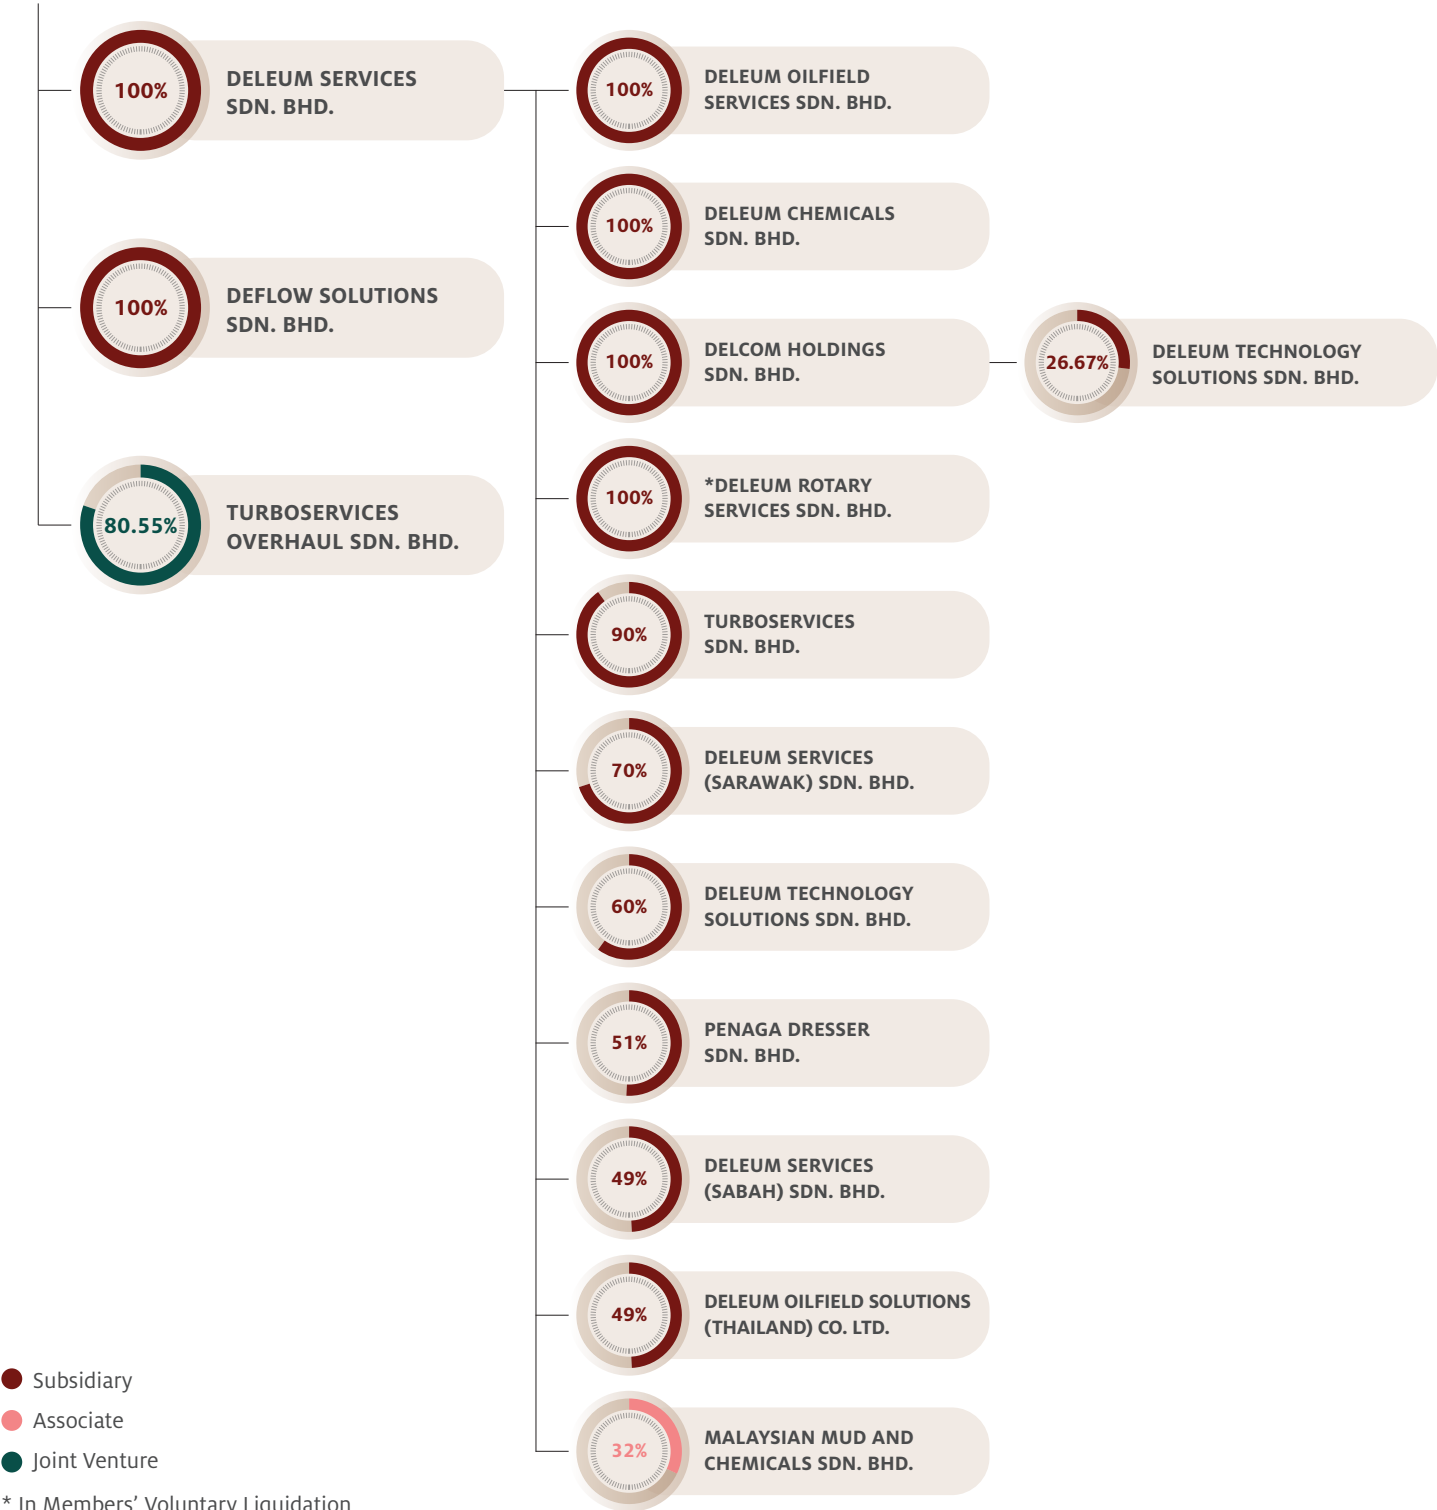 100%
DELEUM SERVICES
SDN. BHD.
100%
DEFLOW SOLUTIONS
SDN. BHD.
80.55%
TURBOSERVICES
OVERHAUL SDN. BHD.
100%
DELEUM OILFIELD
SERVICES SDN. BHD.
100%
DELEUM CHEMICALS
SDN. BHD.
100%
DELCOM HOLDINGS
SDN. BHD.
26.67%
DELEUM TECHNOLOGY
SOLUTIONS SDN. BHD.
100%
*DELEUM ROTARY
SERVICES SDN. BHD.
90%
TURBOSERVICES
SDN. BHD.
70%
DELEUM SERVICES
(SARAWAK) SDN. BHD.
60%
DELEUM TECHNOLOGY
SOLUTIONS SDN. BHD.
51%
PENAGA DRESSER
SDN. BHD.
49%
DELEUM SERVICES
(SABAH) SDN. BHD.
49%
DELEUM OILFIELD SOLUTIONS
(THAILAND) CO. LTD.
32%
MALAYSIAN MUD AND
CHEMICALS SDN. BHD.
Subsidiary
Associate
Joint Venture
* In Members’ Voluntary Liquidation